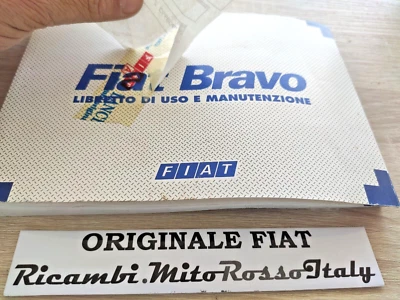 Fiat Bravo
LIBRETTO DI USO E MANUTENZIONE
FIAT
ORIGINALE FIAT
Ricambi.MitoRossoItaly